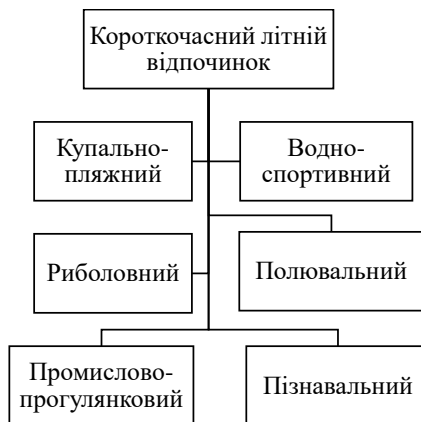 Короткочасний літній
відпочинок
Купально-
пляжний
Водно-
спортивний
Риболовний
Полювальний
Промислово-
прогулянковий
Пізнавальний